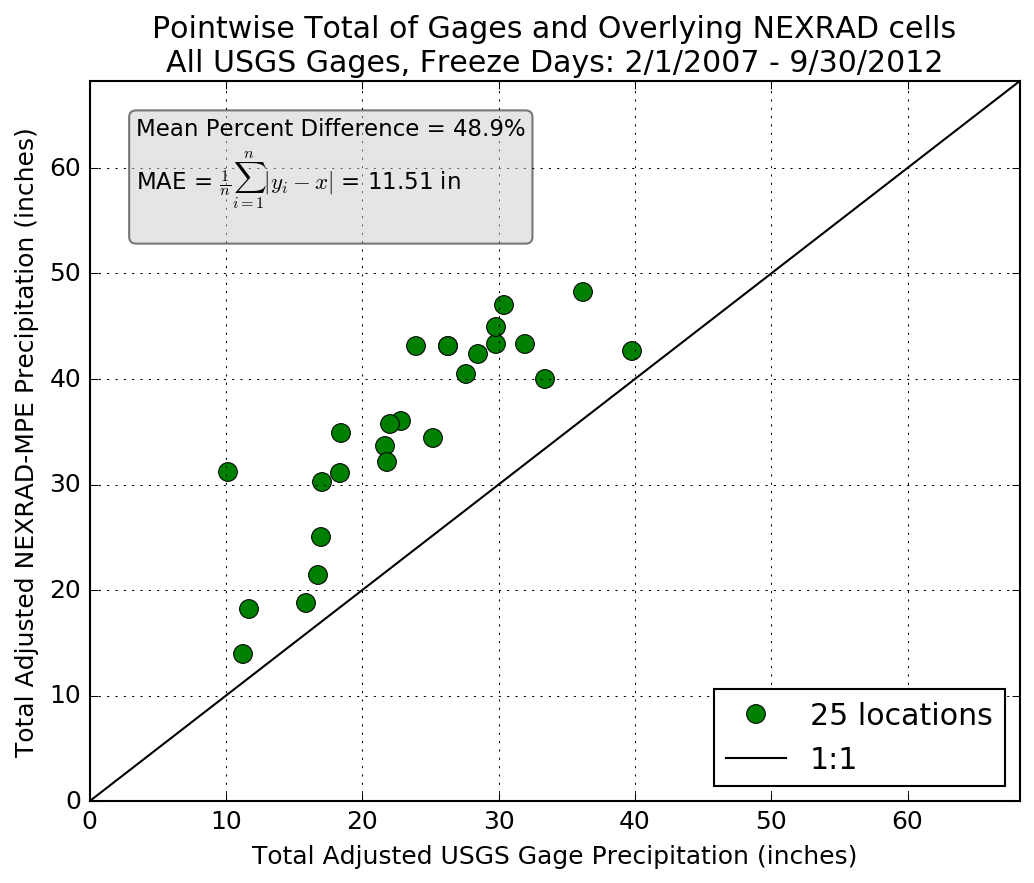 Pointwise Total of Gages and Overlying NEXRAD cells
All USGS Gages, Freeze Days: 2/1/2007 - 9/30/2012
Mean Percent Difference = 48.9%
MAE = \frac{1}{n}\sum_{i=1}^{n}|y_i - x| = 11.51 in
Total Adjusted NEXRAD-MPE Precipitation (inches)
60
50
40
30
20
10
0
0 10 20 30 40 50 60
Total Adjusted USGS Gage Precipitation (inches)
25 locations
1:1